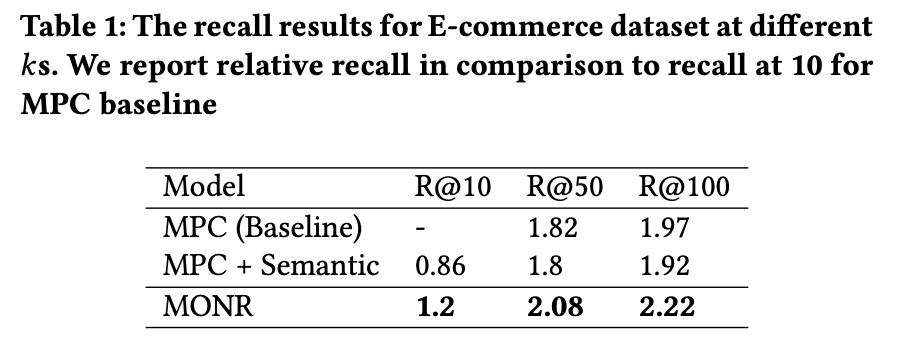 Table 1: The recall results for E-commerce dataset at different
ks. We report relative recall in comparison to recall at 10 for
MPC baseline
Model R@10 R@50 R@100
MPC (Baseline) - 1.82 1.97
MPC + Semantic 0.86 1.8 1.92
MONR 1.2 2.08 2.22